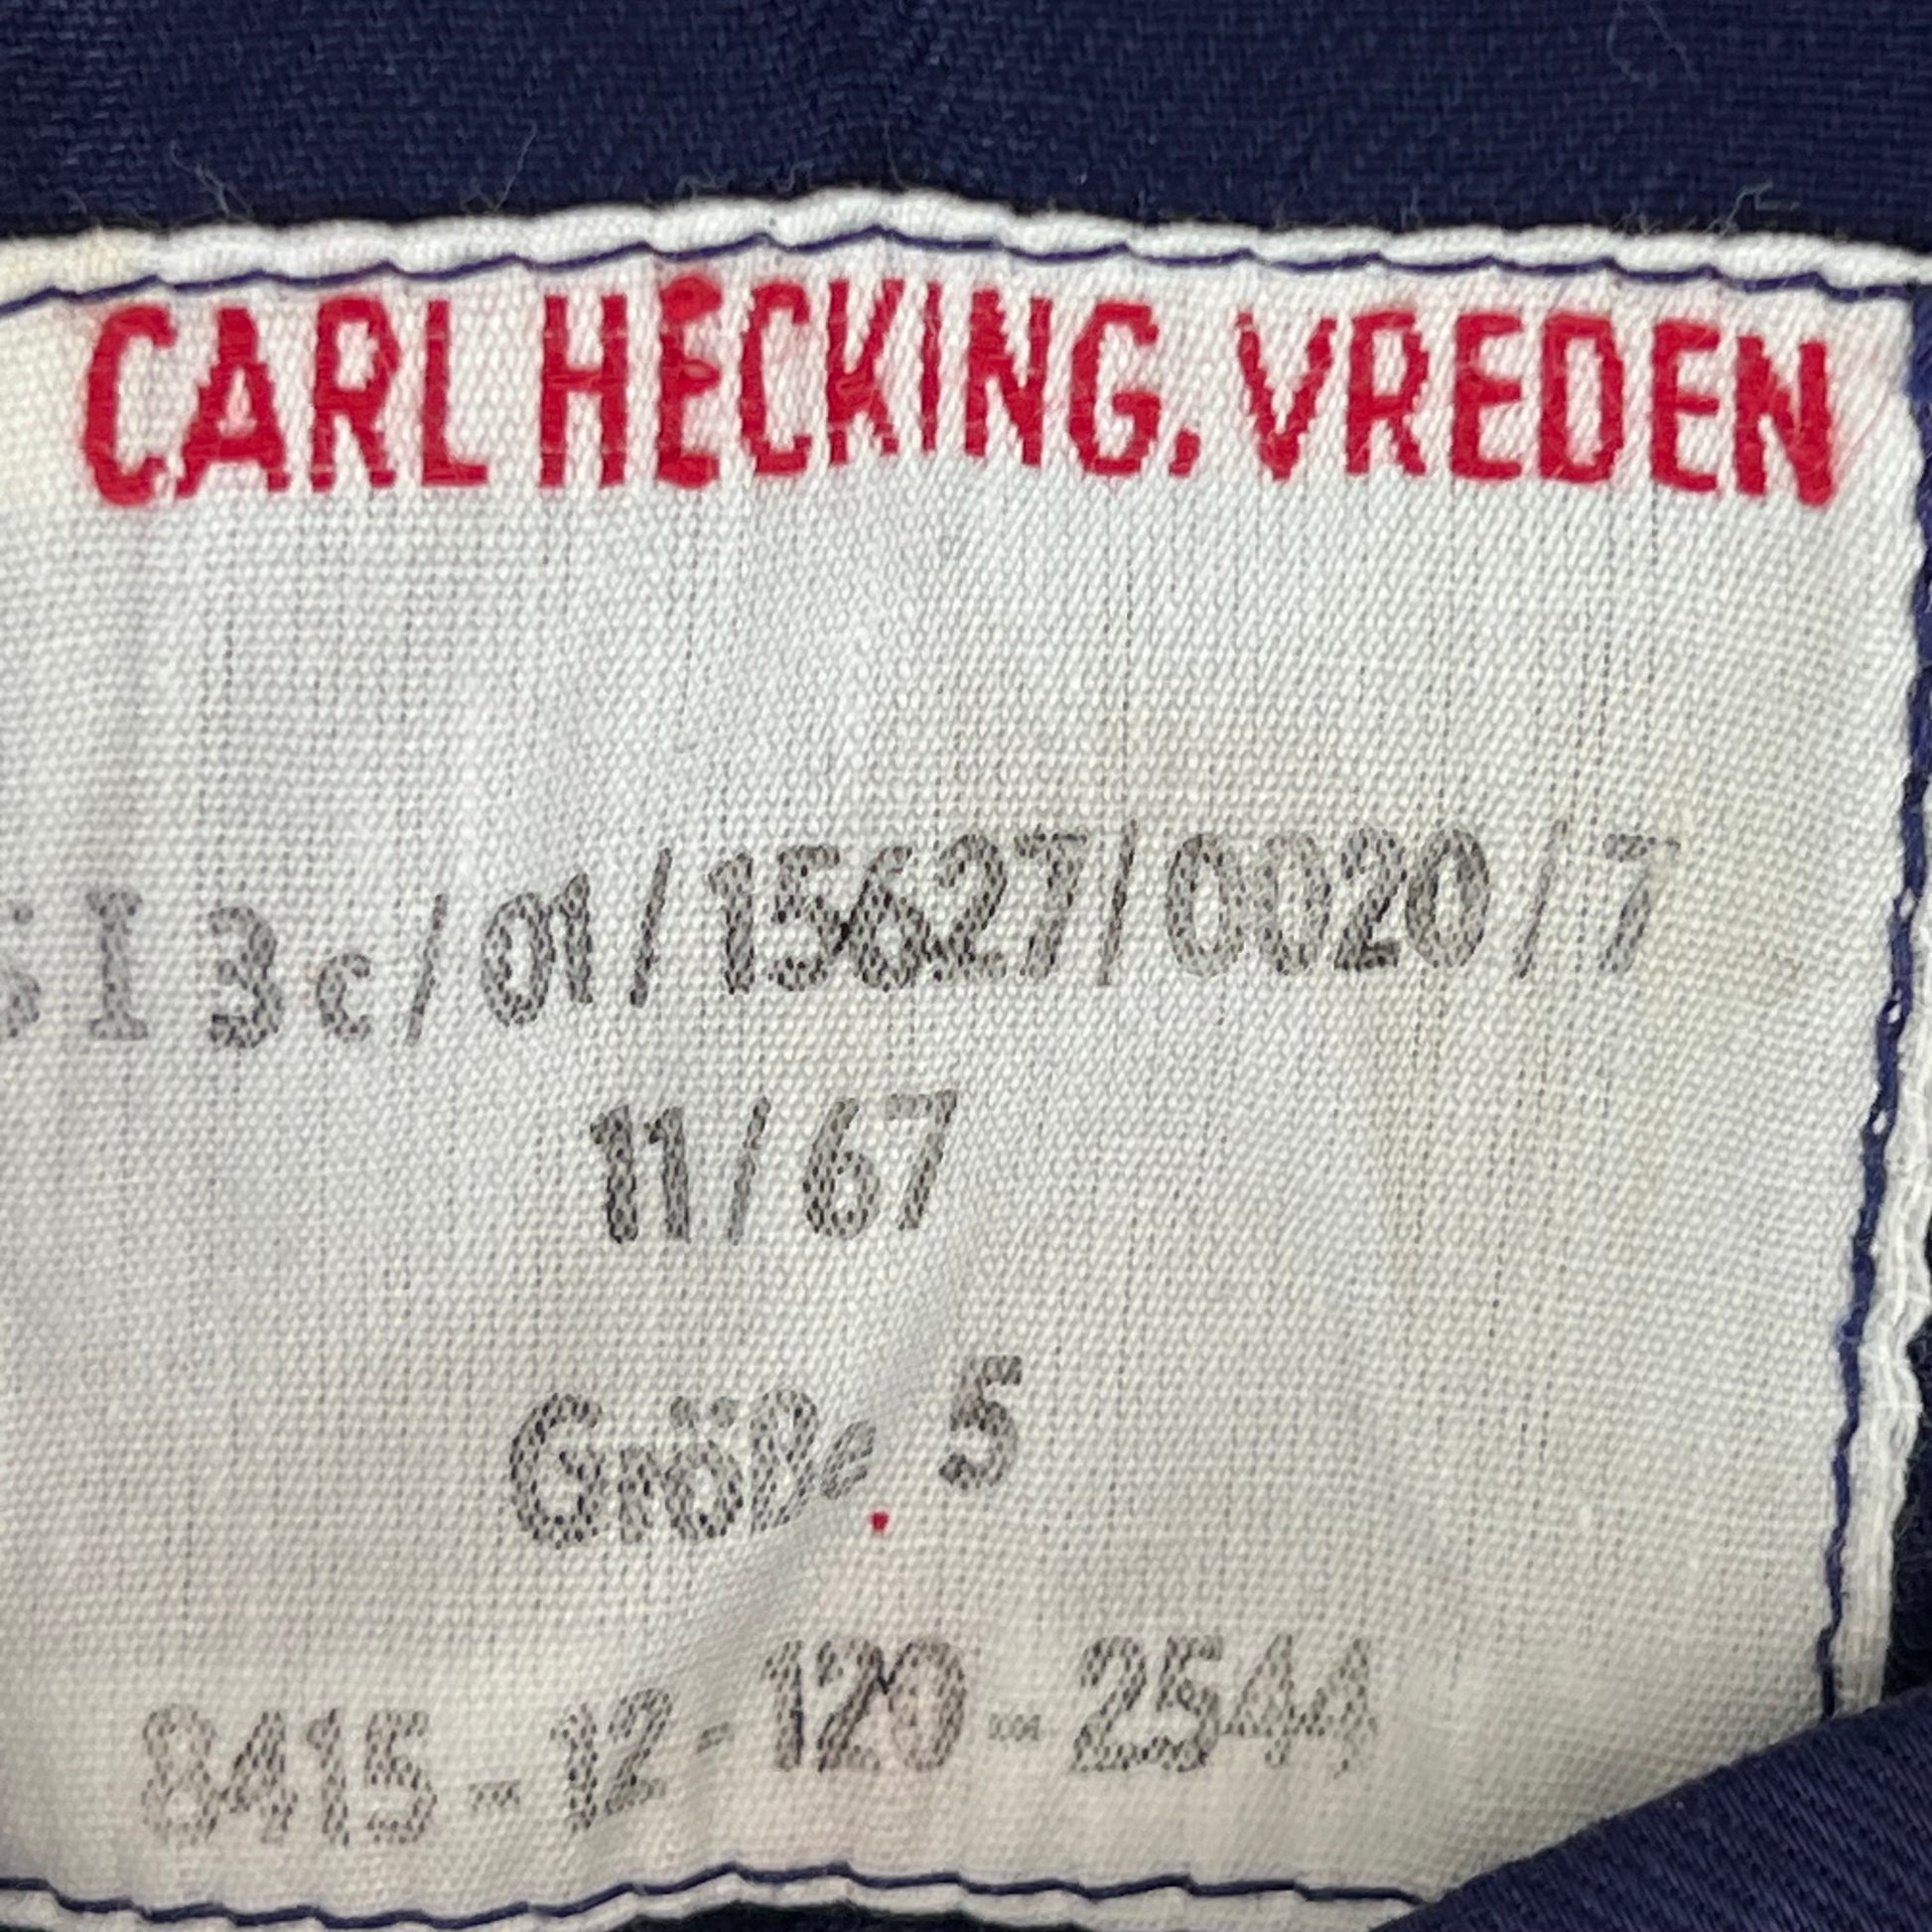 CARL HECKING, VREDEN
I 3c/01/15627/0020/7
11/67
Größe 5
8415-12-120-2544